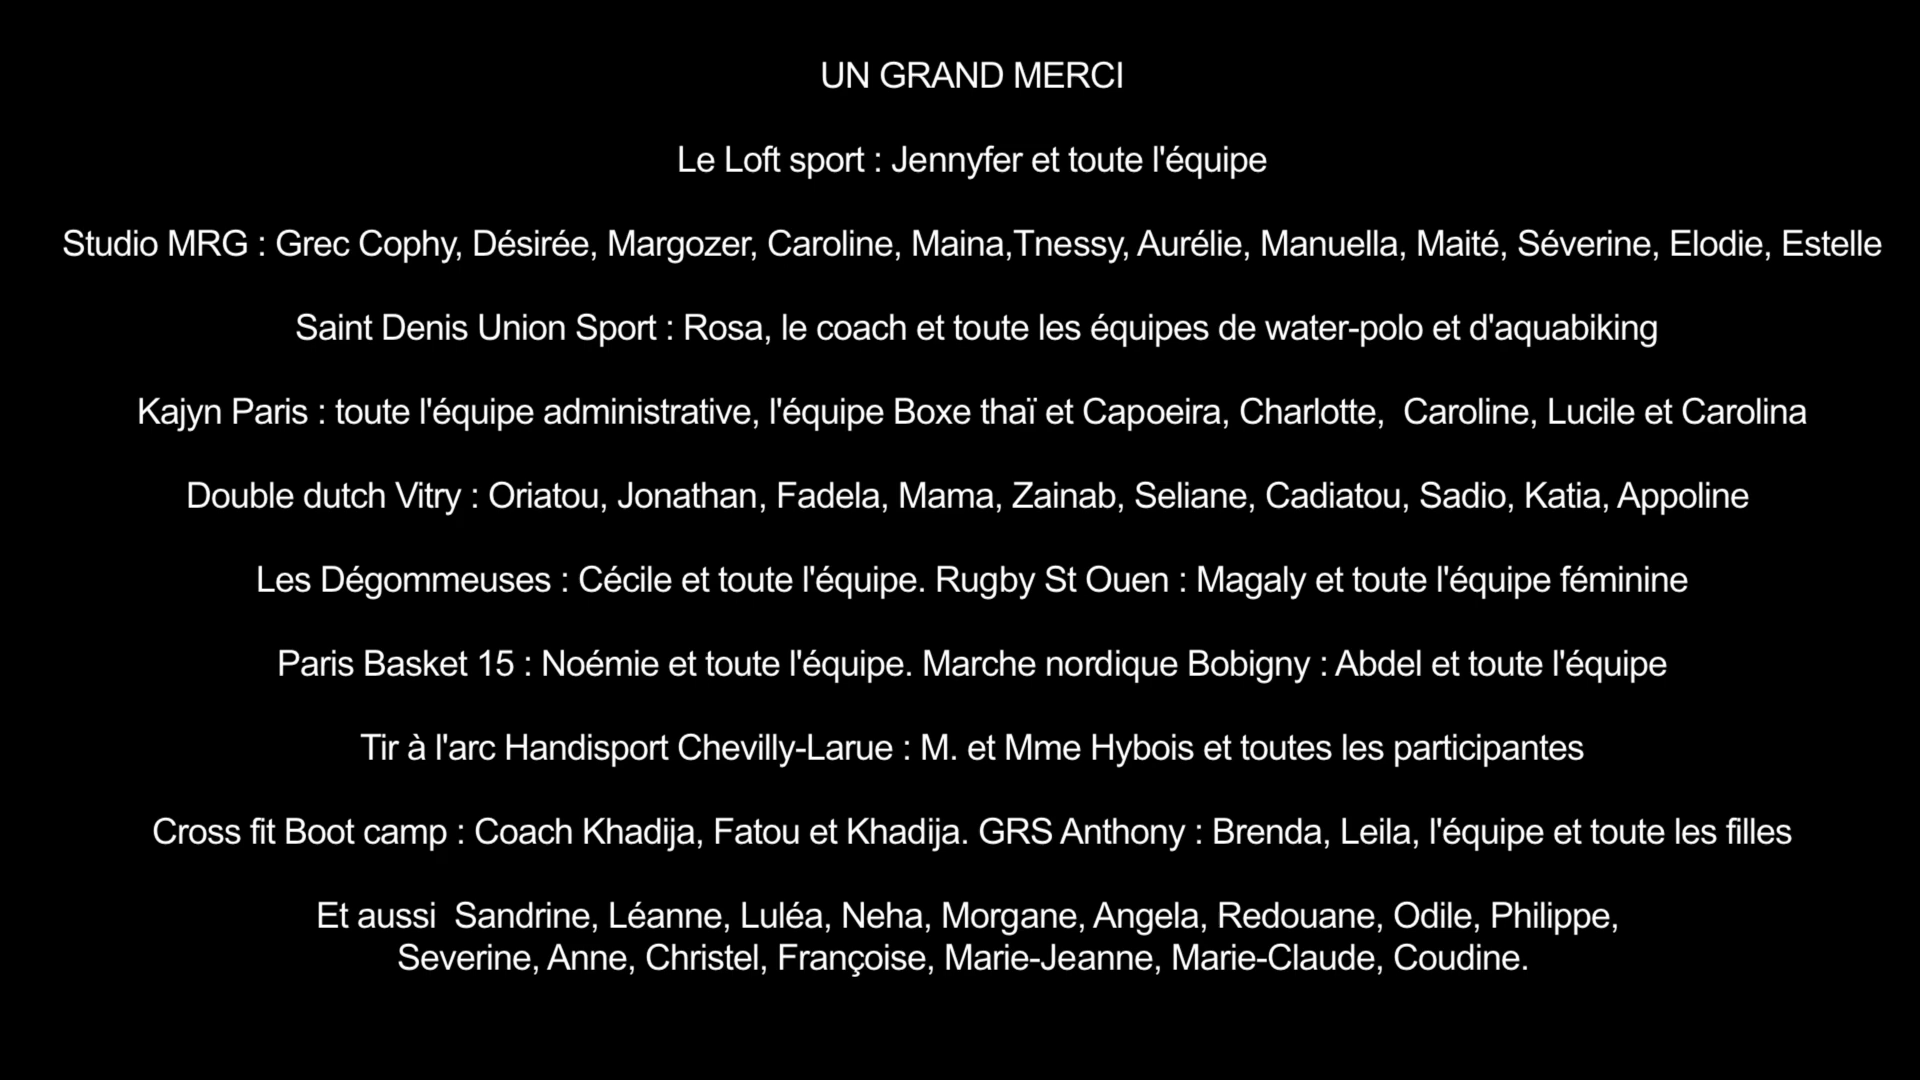 UN GRAND MERCI
Le Loft sport : Jennyfer et toute l'équipe
Studio MRG : Grec Cophy, Désirée, Margozer, Caroline, Maina,Tnessy, Aurélie, Manuella, Maité, Séverine, Elodie, Estelle
Saint Denis Union Sport : Rosa, le coach et toute les équipes de water-polo et d'aquabiking
Kajyn Paris : toute l'équipe administrative, l'équipe Boxe thaï et Capoeira, Charlotte,  Caroline, Lucile et Carolina
Double dutch Vitry : Oriatou, Jonathan, Fadela, Mama, Zainab, Seliane, Cadiatou, Sadio, Katia, Appoline
Les Dégommeuses : Cécile et toute l'équipe. Rugby St Ouen : Magaly et toute l'équipe féminine
Paris Basket 15 : Noémie et toute l'équipe. Marche nordique Bobigny : Abdel et toute l'équipe
Tir à l'arc Handisport Chevilly-Larue : M. et Mme Hybois et toutes les participantes
Cross fit Boot camp : Coach Khadija, Fatou et Khadija. GRS Anthony : Brenda, Leila, l'équipe et toute les filles
Et aussi  Sandrine, Léanne, Luléa, Neha, Morgane, Angela, Redouane, Odile, Philippe,
Severine, Anne, Christel, Françoise, Marie-Jeanne, Marie-Claude, Coudine.